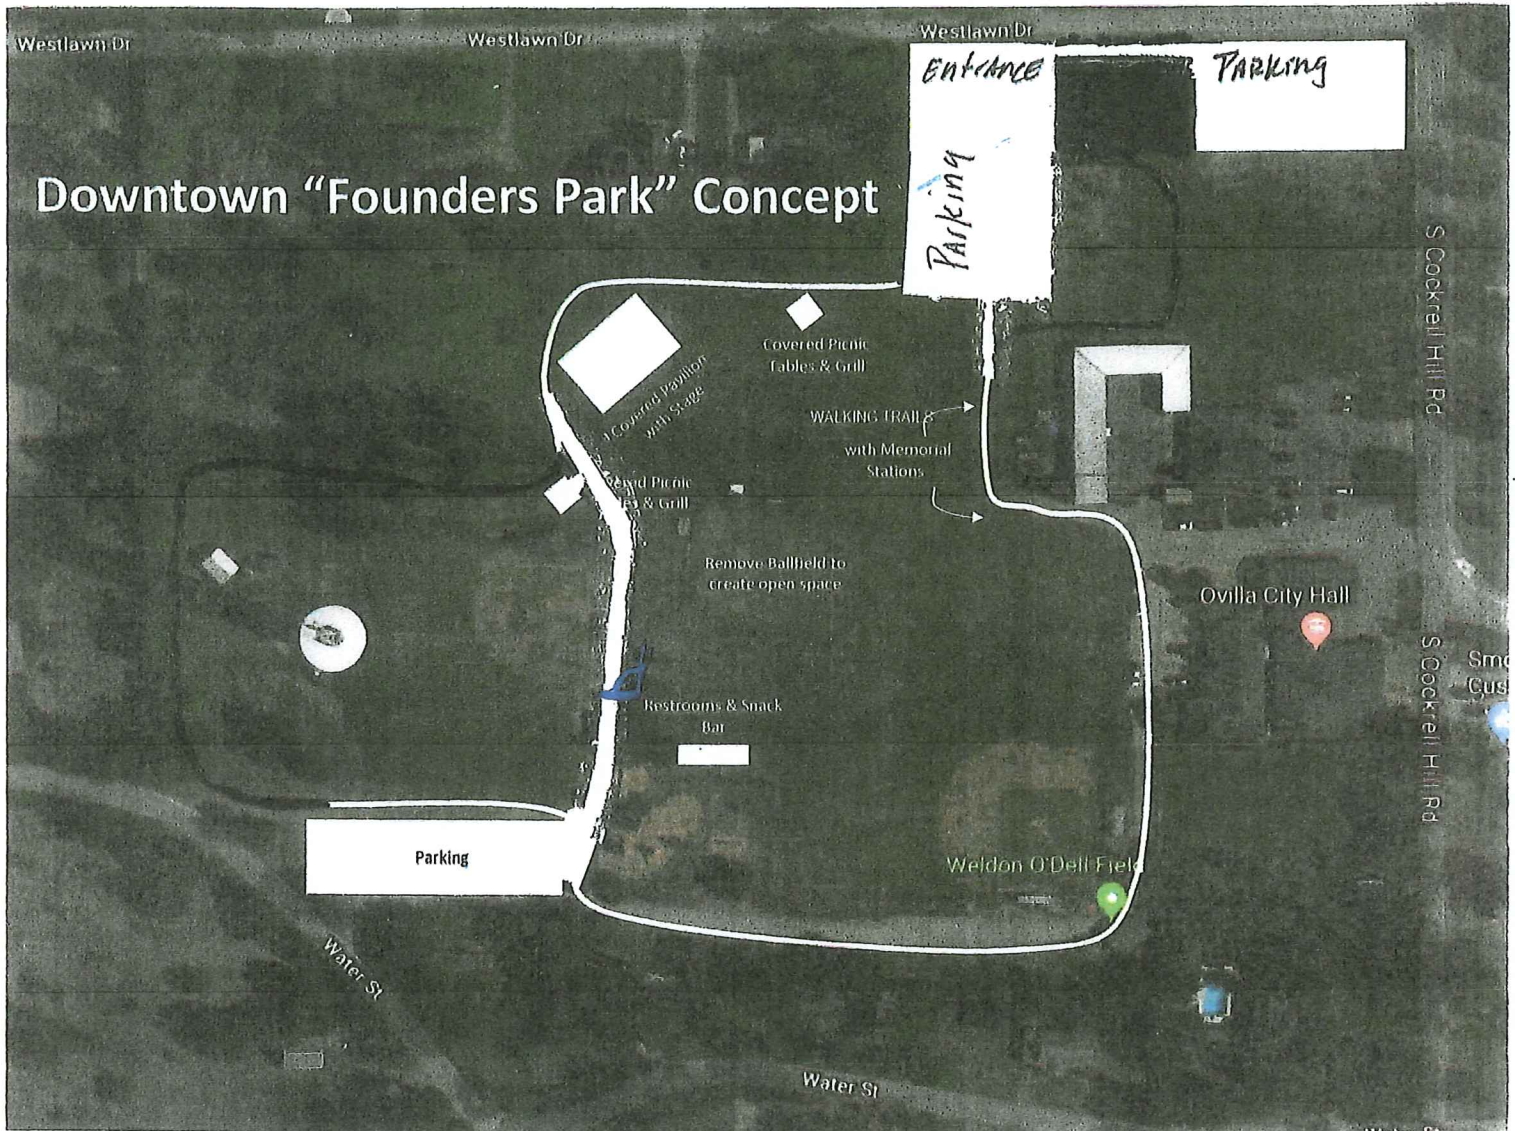 Westlawn Dr
Westlawn Dr
Westlawn Dr
Entrance
Parking
Parking
Downtown "Founders Park" Concept
S Cockrell Hill Rd
Covered Picnic
Tables & Grill
Covered Pavilion
with Stage
WALKING TRAILS
with Memorial
Stations
Picnic
& Grill
Remove Ballfield to
create open space
Ovilla City Hall
S Cockrell Hill Rd
Restrooms & Snack
Bar
Parking
Weldon O'Dell Field
Water St
Water St